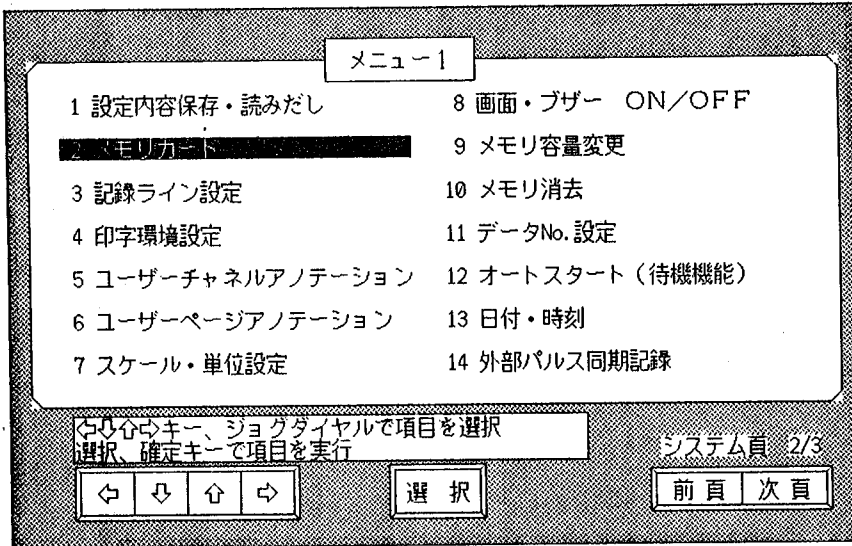 メニュー1
1 設定内容保存・読みだし
2 メモリカード
3 記録ライン設定
4 印字環境設定
5 ユーザーチャネルアノテーション
6 ユーザーページアノテーション
7 スケール・単位設定
8 画面・ブザー ON/OFF
9 メモリ容量変更
10 メモリ消去
11 データNo.設定
12 オートスタート(待機機能)
13 日付・時刻
14 外部パルス同期記録
⇦⇩⇧⇨キー、ジョグダイヤルで項目を選択
選択、確定キーで項目を実行
システム頁 2/3
⇦ ⇩ ⇧ ⇨ 選 択 前 頁 次 頁